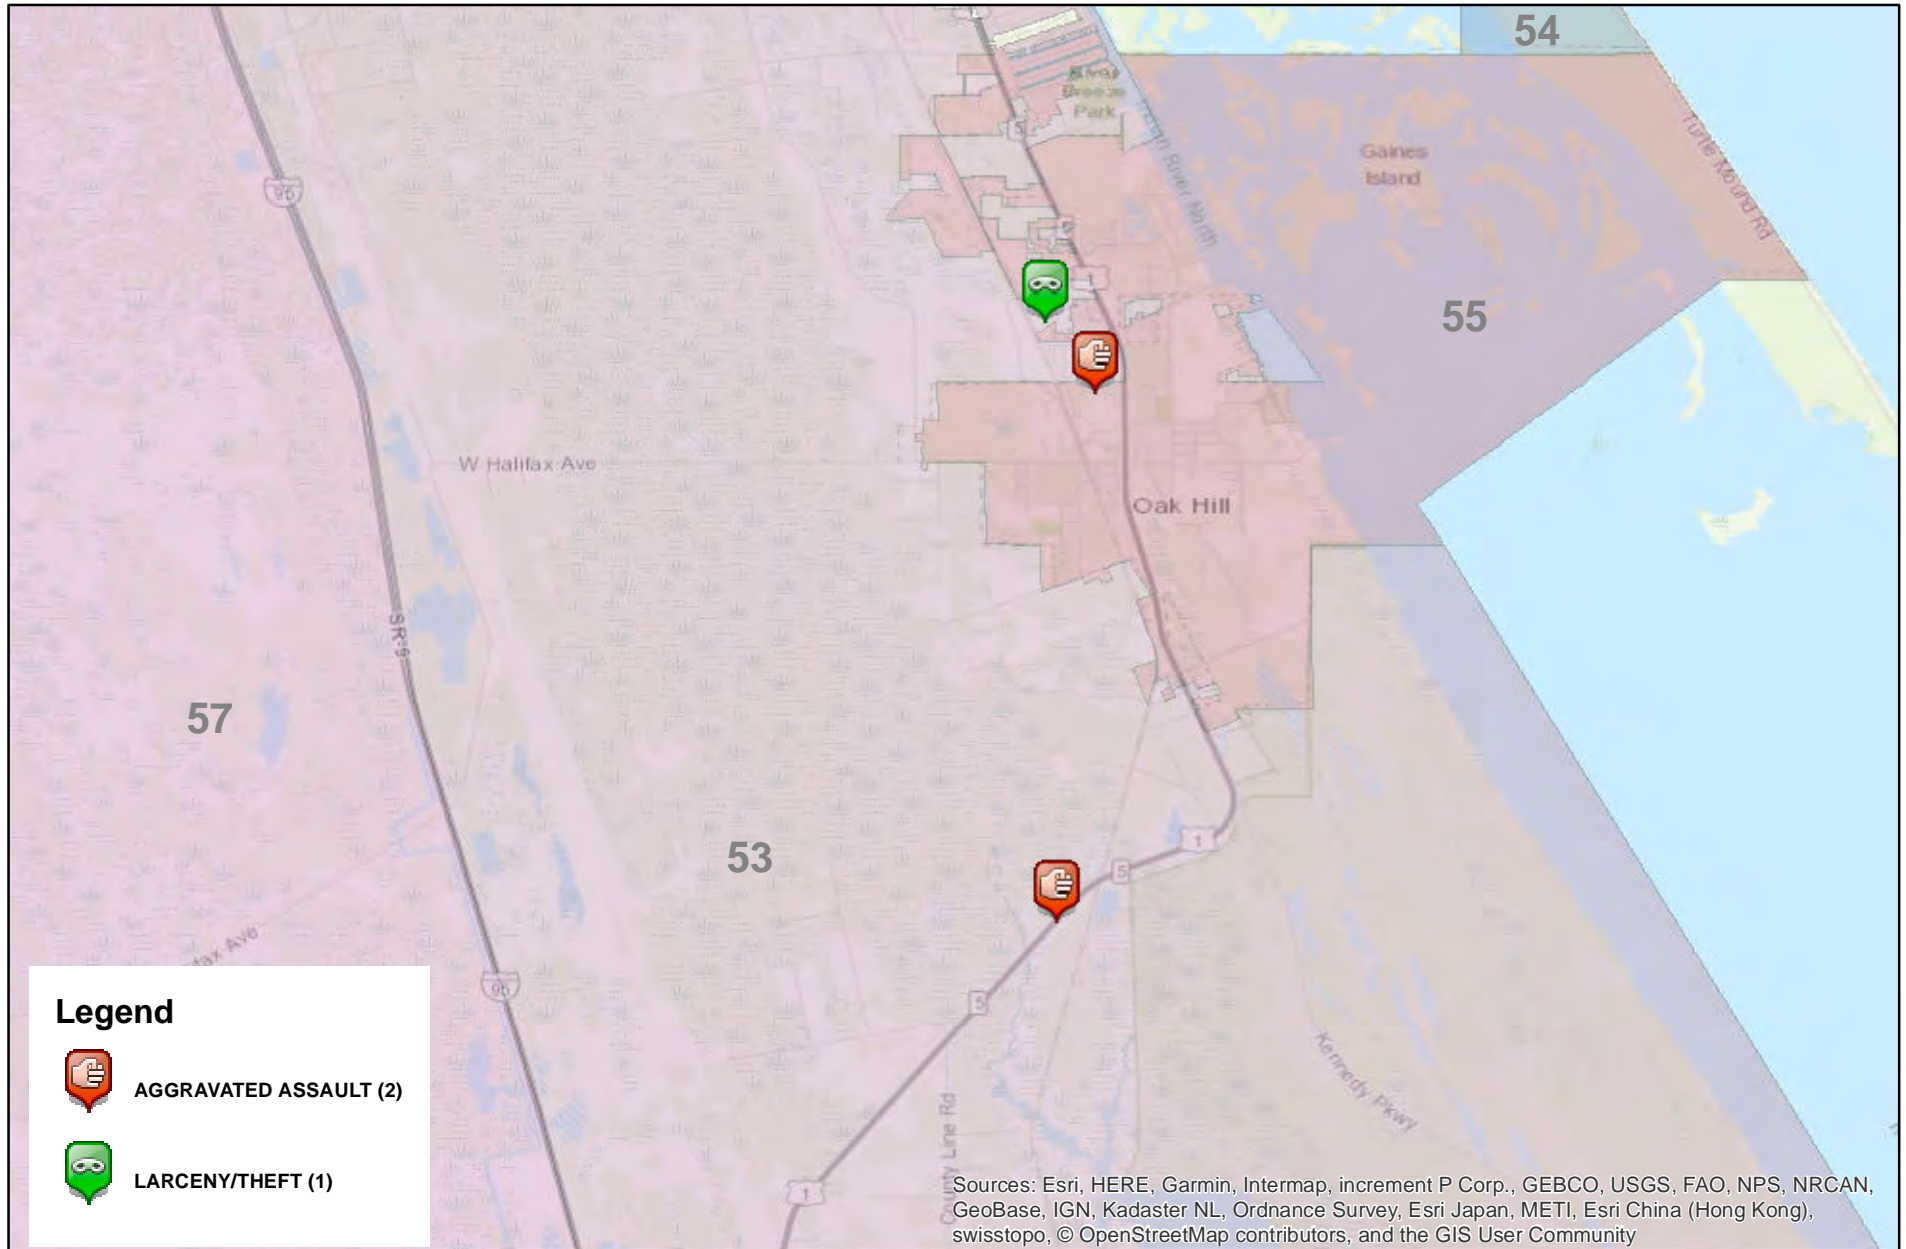 54
Breeze
Park
5
Indian River North
Gaines
Island
Turtle Mound Rd
95
1
55
W Halifax Ave
Oak Hill
SR-9
57
53
1
5
95
5
Kennedy Pkwy
County Line Rd
1
Legend
AGGRAVATED ASSAULT (2)
LARCENY/THEFT (1)
Sources: Esri, HERE, Garmin, Intermap, increment P Corp., GEBCO, USGS, FAO, NPS, NRCAN,
GeoBase, IGN, Kadaster NL, Ordnance Survey, Esri Japan, METI, Esri China (Hong Kong),
swisstopo, © OpenStreetMap contributors, and the GIS User Community